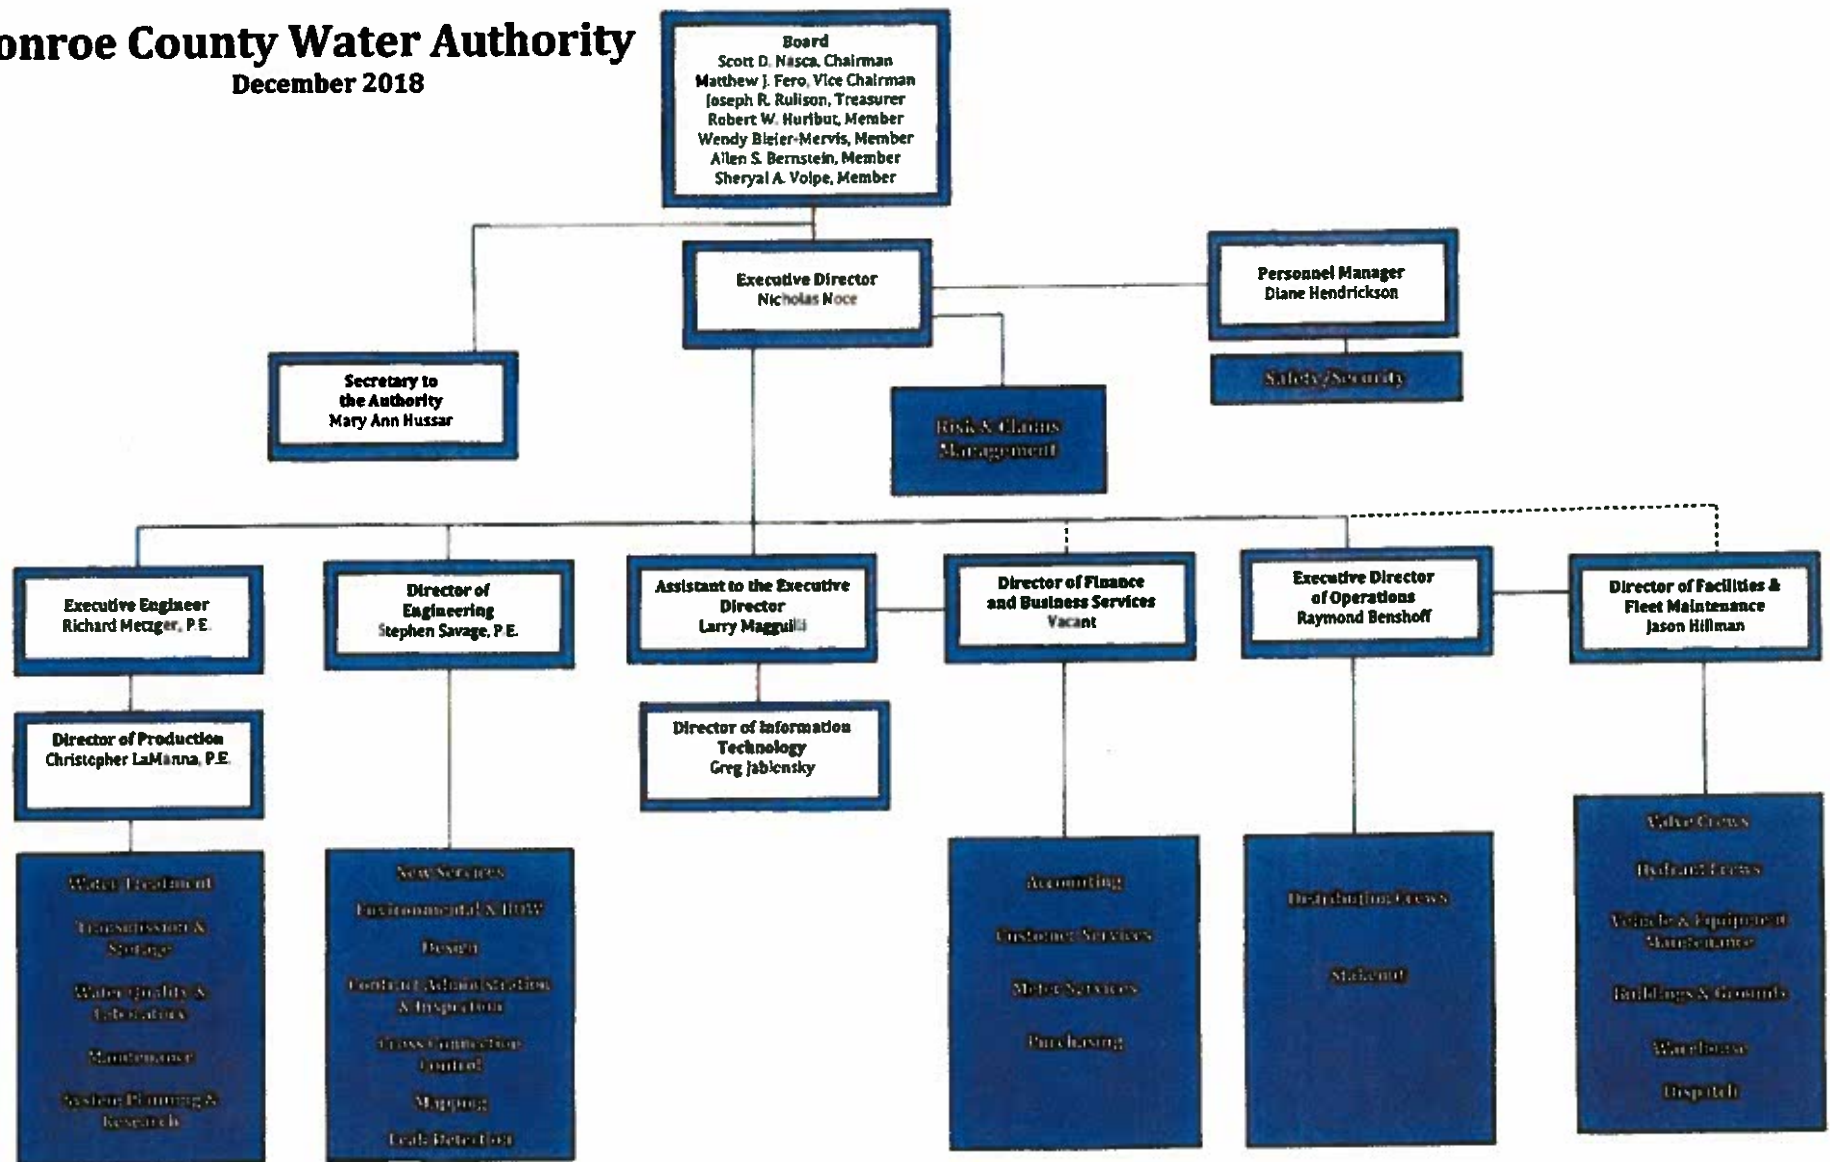 onroe County Water Authority
December 2018
Board
Scott D. Nasca, Chairman
Matthew J. Fero, Vice Chairman
Joseph R. Rulison, Treasurer
Robert W. Hurlbut, Member
Wendy Bleier-Mervis, Member
Allen S. Bernstein, Member
Sheryal A. Volpe, Member
Executive Director
Nicholas Noce
Personnel Manager
Diane Hendrickson
Safety/Security
Secretary to
the Authority
Mary Ann Hussar
Risk & Claims
Management
Executive Engineer
Richard Metzger, P.E.
Director of
Engineering
Stephen Savage, P.E.
Assistant to the Executive
Director
Larry Magguilli
Director of Finance
and Business Services
Vacant
Executive Director
of Operations
Raymond Benshoff
Director of Facilities &
Fleet Maintenance
Jason Hillman
Director of Production
Christopher LaManna, P.E.
Director of Information
Technology
Greg Jablonsky
Water Treatment
Transmission &
Storage
Water Quality &
Laboratory
Maintenance
System Planning &
Research
New Services
Environmental & ROW
Design
Contract Administration
& Inspection
Cross Connection
Control
Mapping
Leak Detection
Accounting
Customer Services
Meter Services
Purchasing
Distribution Crews
Stakeout
Valve Crews
Hydrant Crews
Vehicle & Equipment
Maintenance
Buildings & Grounds
Warehouse
Dispatch